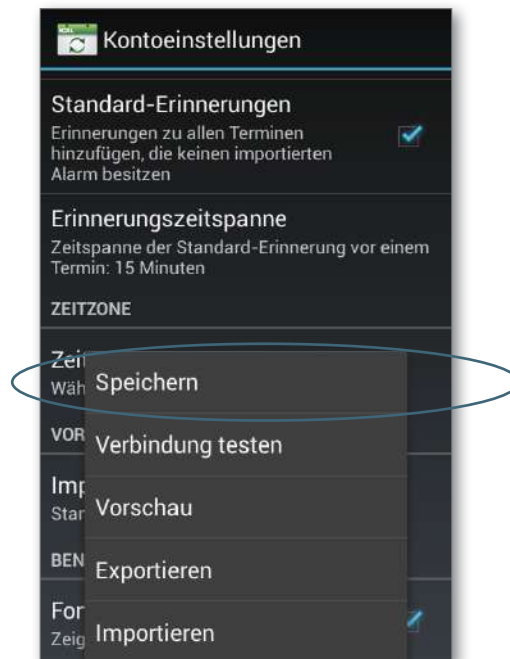 Kontoeinstellungen
Standard-Erinnerungen
Erinnerungen zu allen Terminen
hinzufügen, die keinen importierten
Alarm besitzen
Erinnerungszeitspanne
Zeitspanne der Standard-Erinnerung vor einem
Termin: 15 Minuten
ZEITZONE
Speichern
Verbindung testen
Vorschau
Exportieren
Importieren